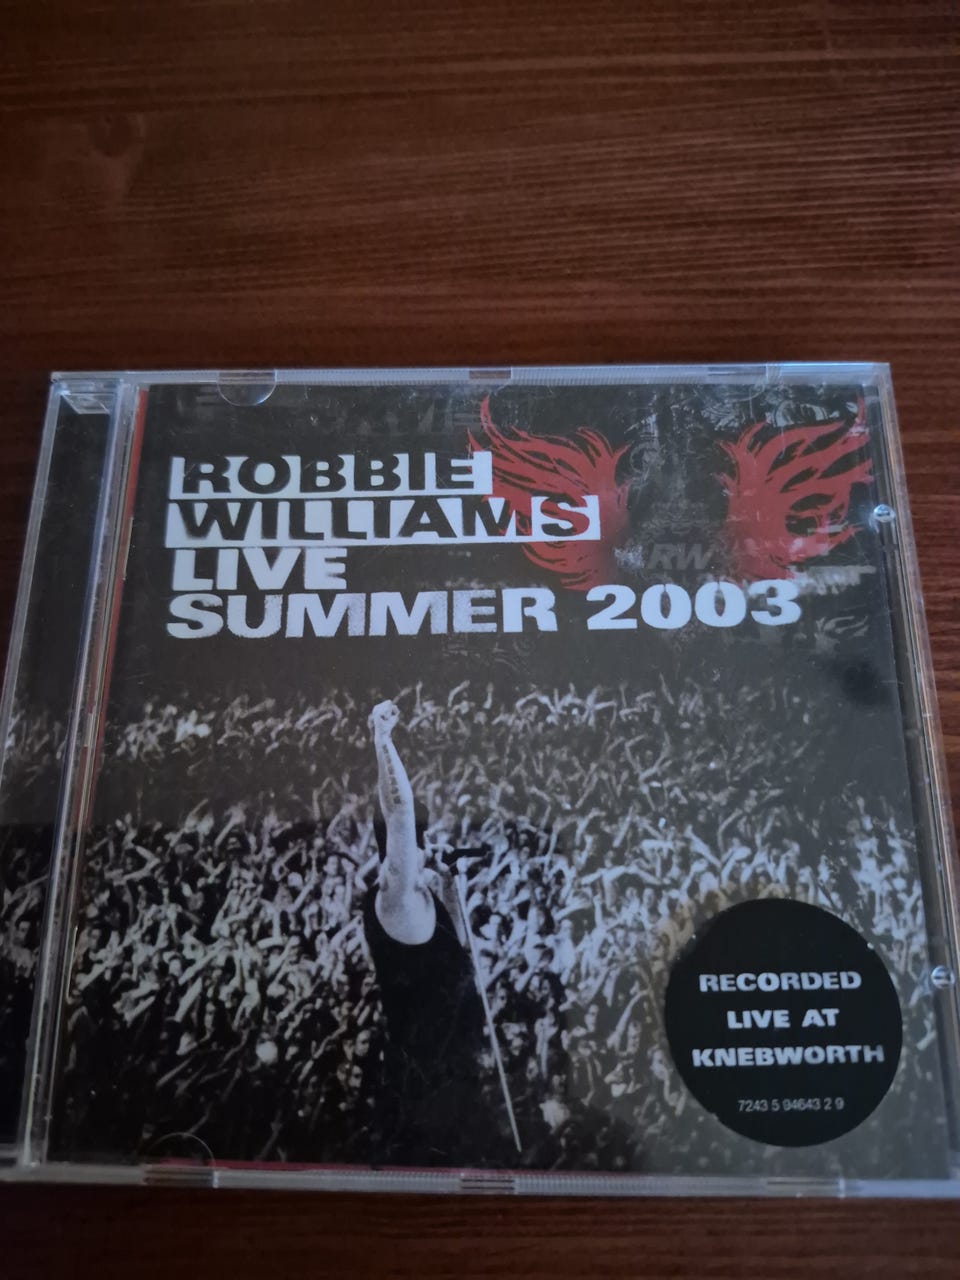 ROBBIE
WILLIAMS
LIVE
SUMMER 2003
RW
RECORDED
LIVE AT
KNEBWORTH
7243 5 94643 2 9